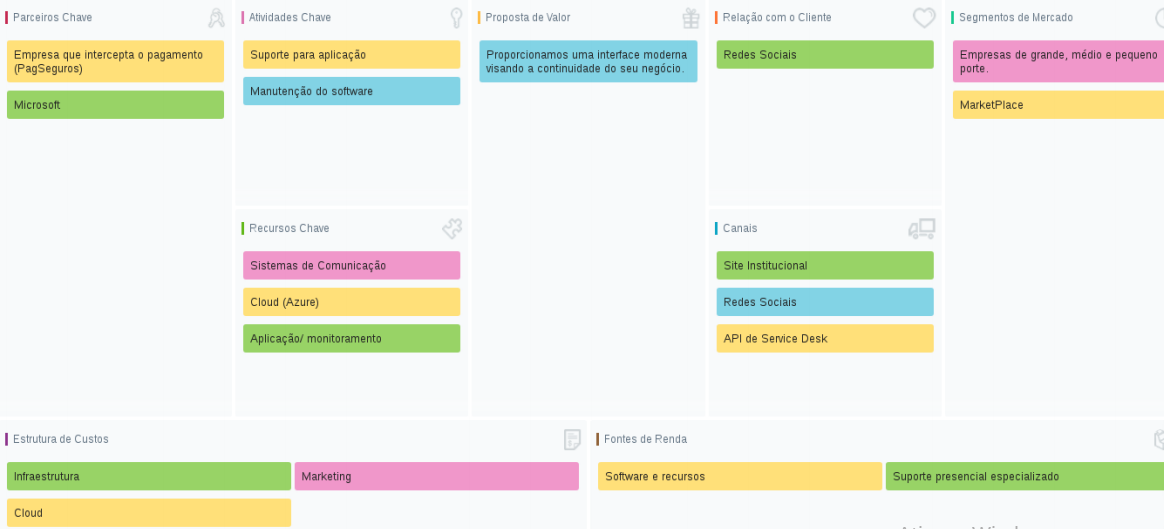 Parceiros Chave
Empresa que intercepta o pagamento
(PagSeguros)
Microsoft
Atividades Chave
Suporte para aplicação
Manutenção do software
Recursos Chave
Sistemas de Comunicação
Cloud (Azure)
Aplicação/ monitoramento
Proposta de Valor
Proporcionamos uma interface moderna
visando a continuidade do seu negócio.
Relação com o Cliente
Redes Sociais
Canais
Site Institucional
Redes Sociais
API de Service Desk
Segmentos de Mercado
Empresas de grande, médio e pequeno
porte.
MarketPlace
Estrutura de Custos
Infraestrutura
Marketing
Cloud
Fontes de Renda
Software e recursos
Suporte presencial especializado